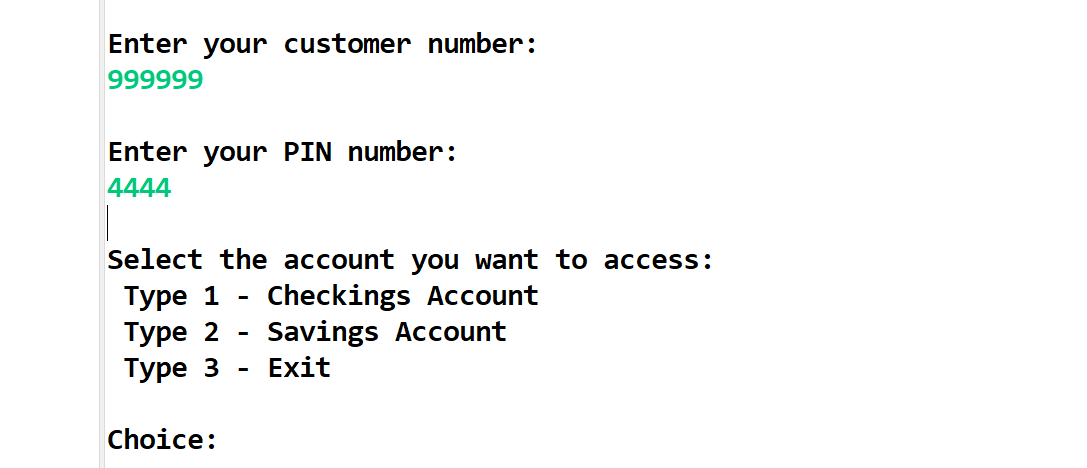 Enter your customer number:
999999
Enter your PIN number:
4444
Select the account you want to access:
Type 1 - Checkings Account
Type 2 - Savings Account
Type 3 - Exit
Choice: